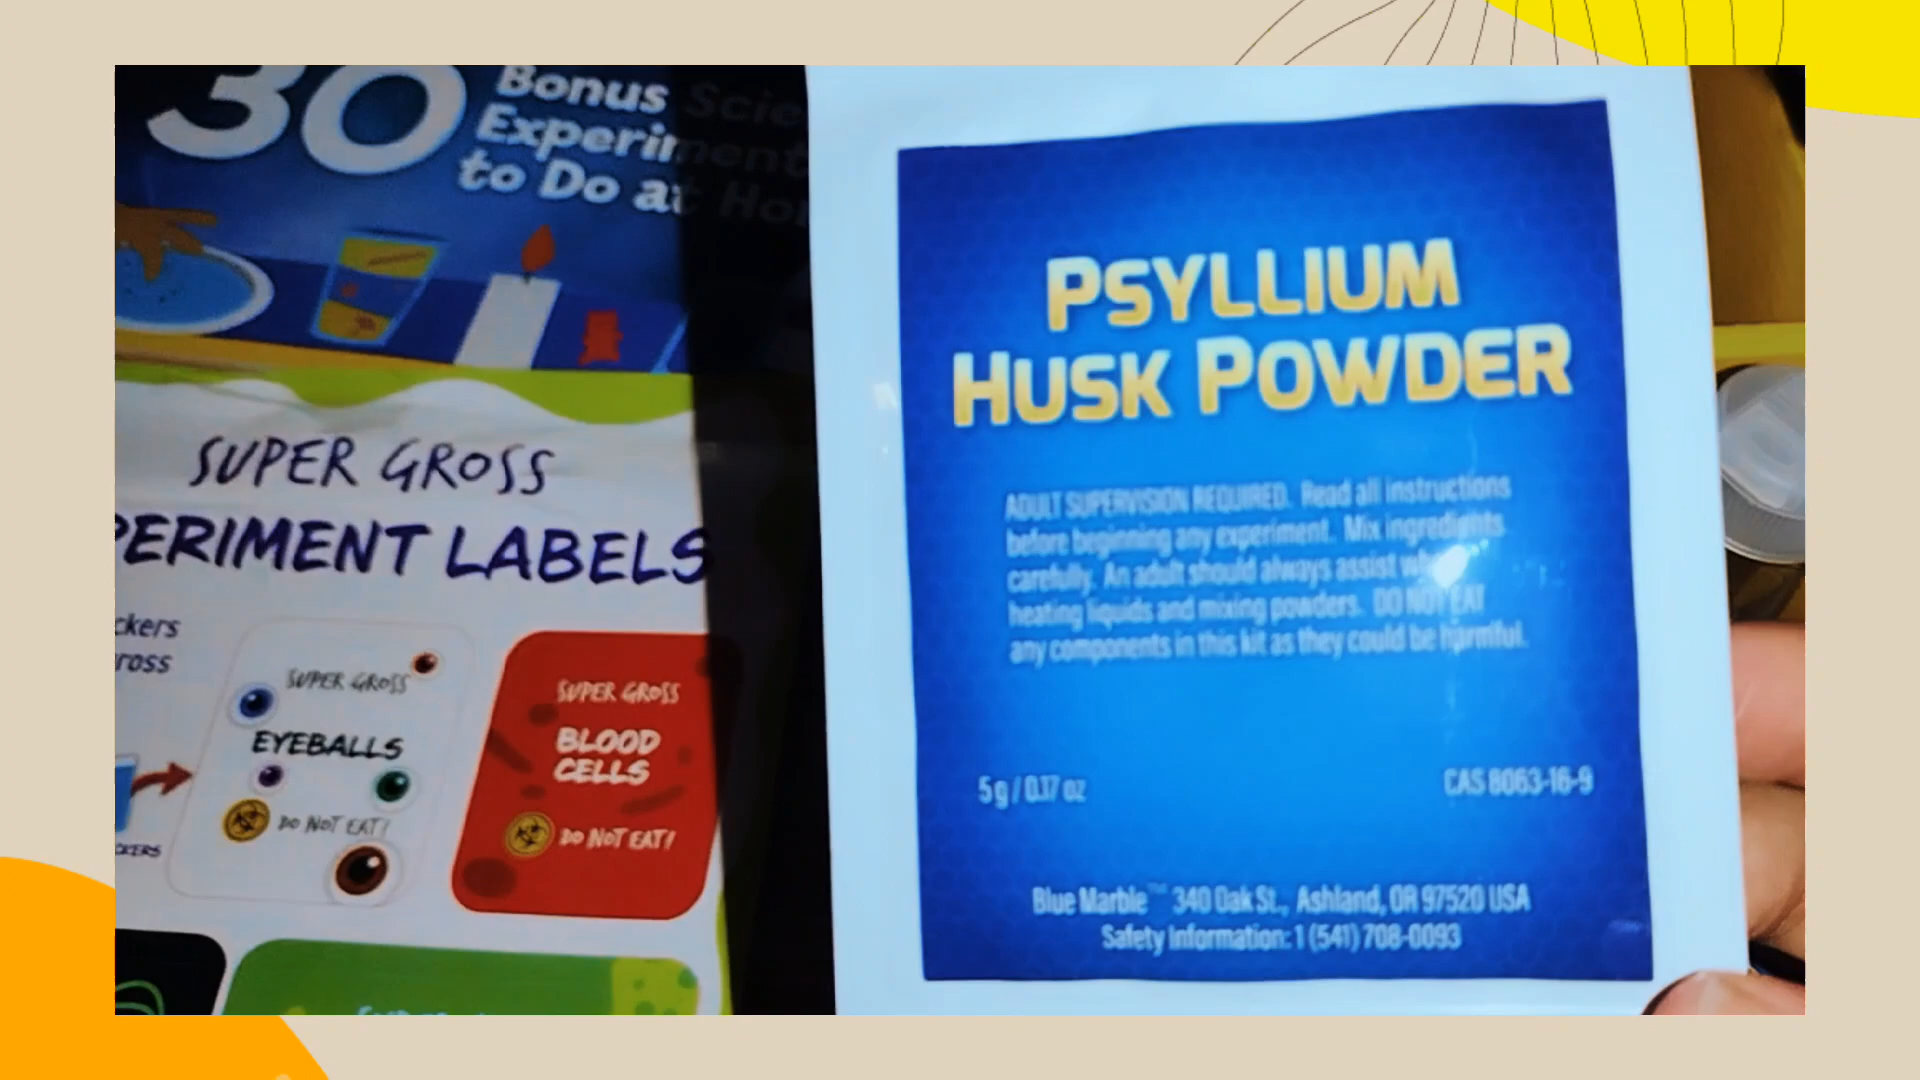 30
Bonus Scie
Experiment
to Do at Ho
SUPER GROSS
PERIMENT LABELS
ckers
ross
CKERS
SUPER GROSS
EYEBALLS
DO NOT EAT!
SUPER GROSS
BLOOD
CELLS
DO NOT EAT!
PSYLLIUM
HUSK POWDER
ADULT SUPERVISION REQUIRED. Read all instructions
before beginning any experiment. Mix ingredients
carefully. An adult should always assist
heating liquids and mixing powders. DO NOT EAT
any components in this kit as they could be harmful.
5 g / 0.17 oz
CAS 8063-16-9
Blue Marble™ 340 Oak St., Ashland, OR 97520 USA
Safety Information: 1 (541) 708-0093